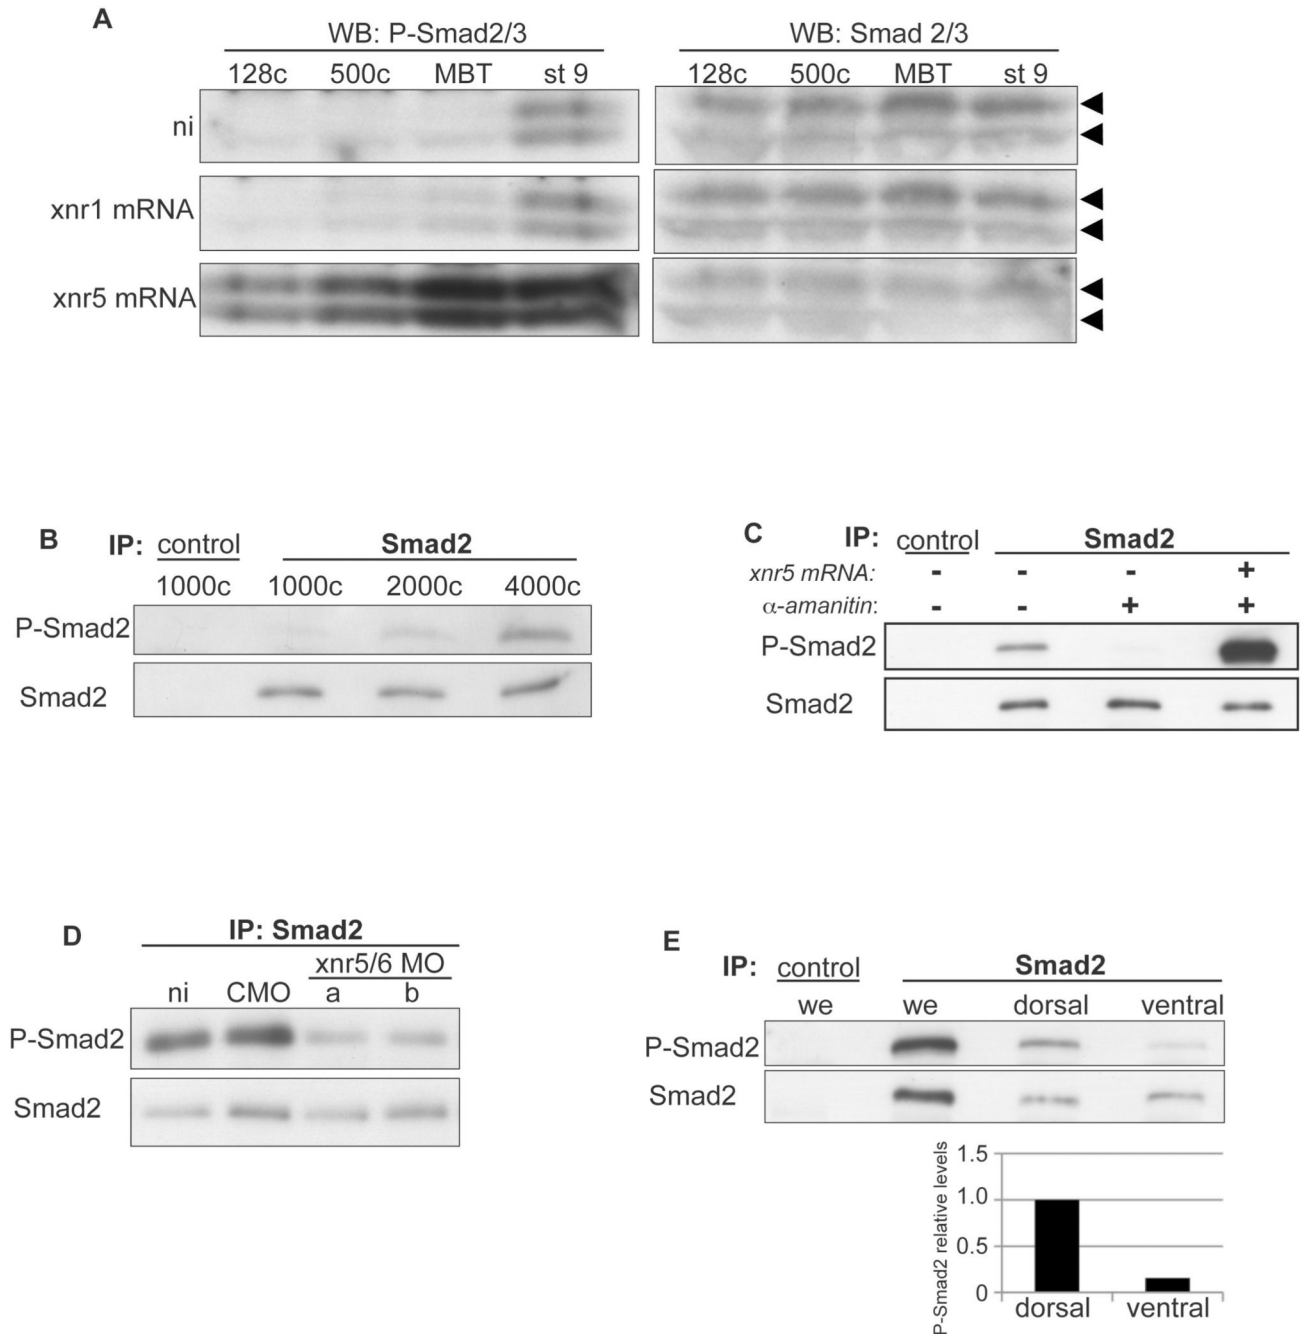 A
WB: P-Smad2/3
WB: Smad 2/3
128c 500c MBT st 9
128c 500c MBT st 9
ni
xnr1 mRNA
xnr5 mRNA
B
IP: control Smad2
1000c 1000c 2000c 4000c
P-Smad2
Smad2
C
IP: control Smad2
xnr5 mRNA: - - - +
α-amanitin: - - + +
P-Smad2
Smad2
D
IP: Smad2
xnr5/6 MO
ni CMO a b
P-Smad2
Smad2
E
IP: control Smad2
we we dorsal ventral
P-Smad2
Smad2
P-Smad2 relative levels
1.5
1.0
0.5
0
dorsal ventral